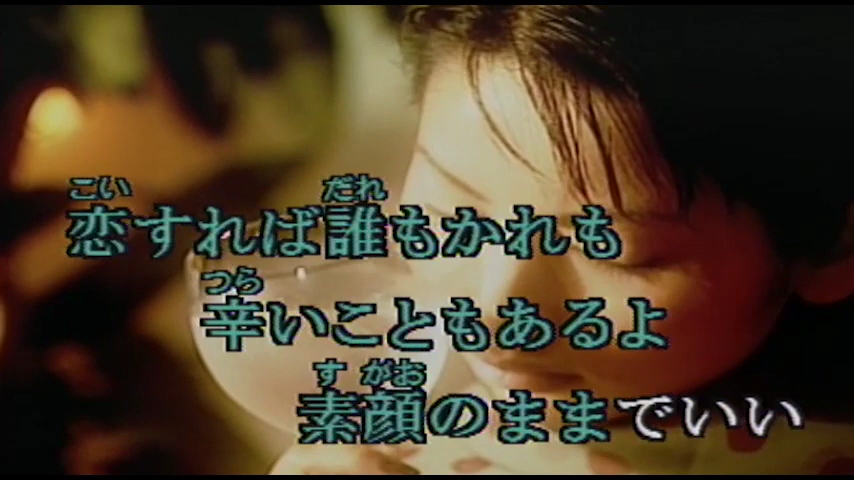 こい だれ
恋すれば誰もかれも
つら
辛いこともあるよ
す がお
素顔のままでいい